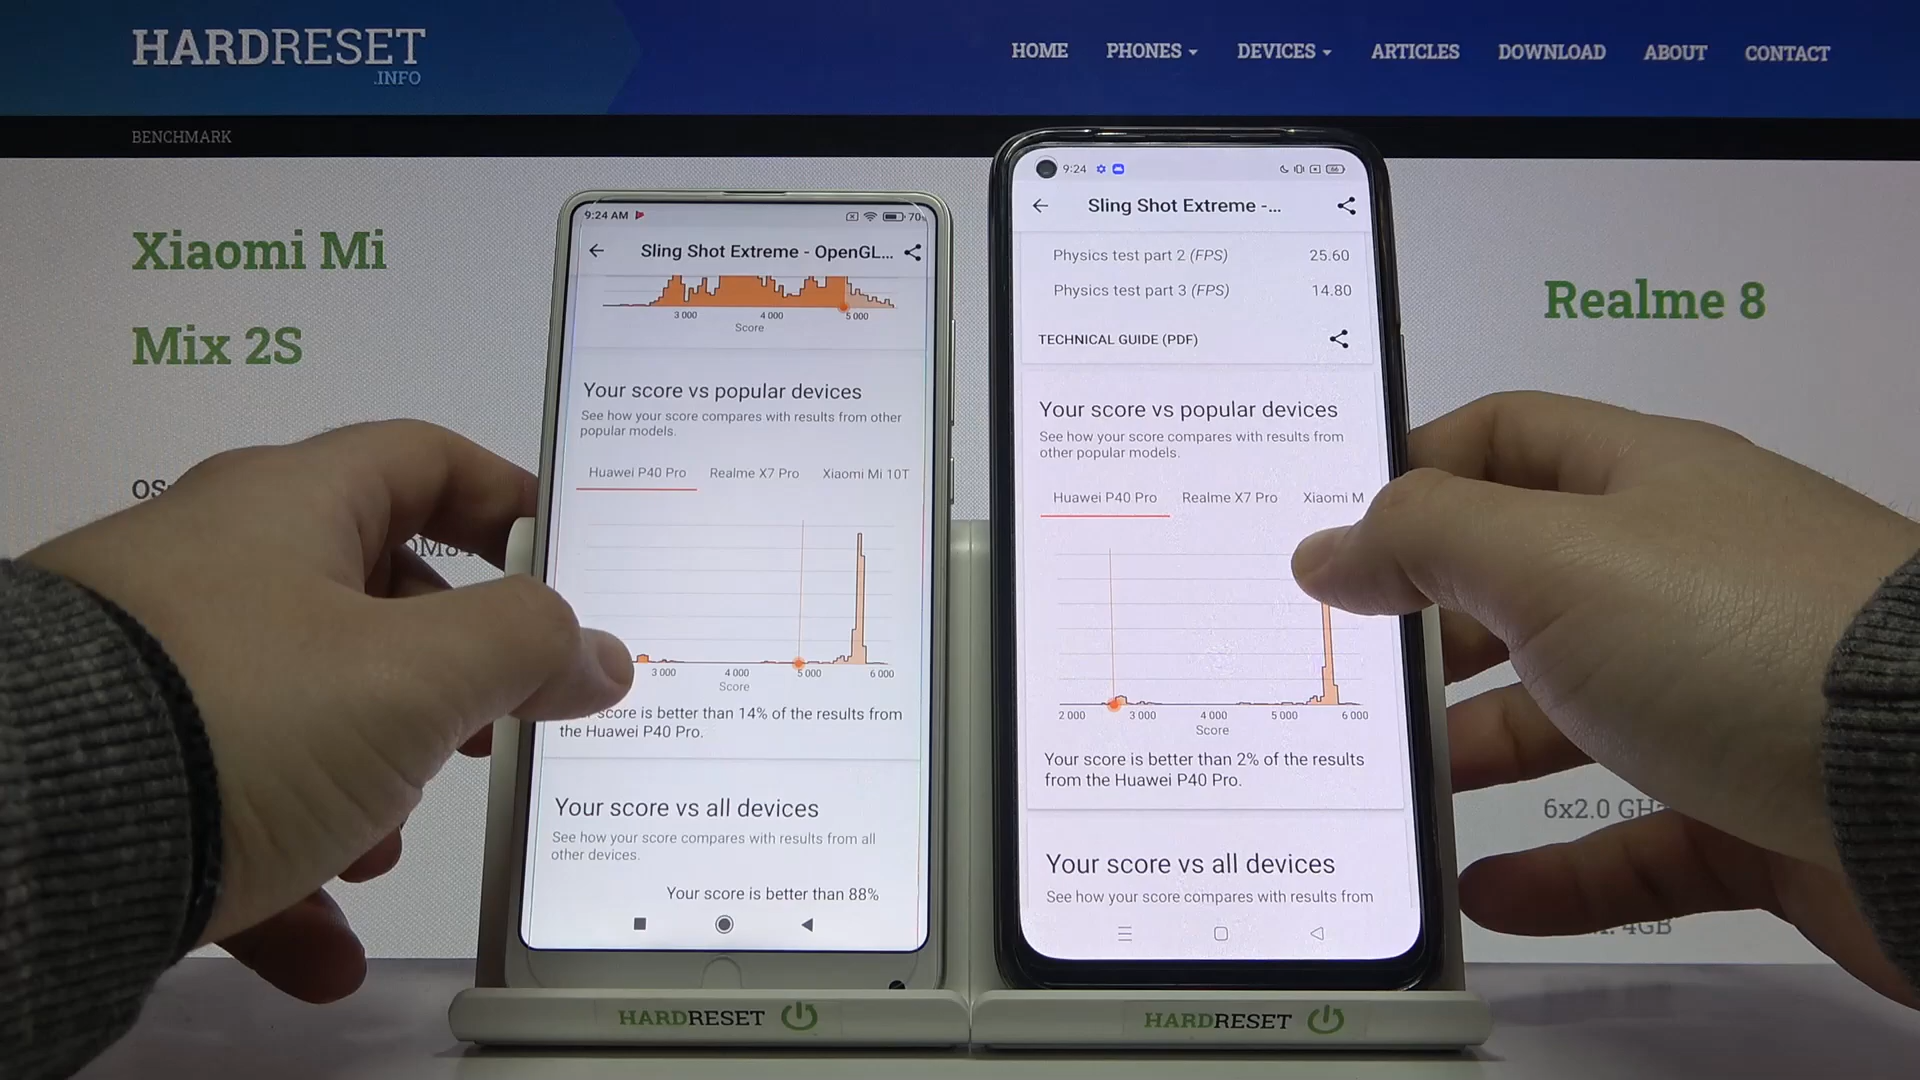 HARDRESET
.INFO
HOME
PHONES
DEVICES
ARTICLES
DOWNLOAD
ABOUT
CONTACT
BENCHMARK
Xiaomi Mi
Mix 2S
OS
9:24 AM
70
Sling Shot Extreme - OpenGL...
3 000
4 000
5 000
Score
Your score vs popular devices
See how your score compares with results from other
popular models.
Huawei P40 Pro
Realme X7 Pro
Xiaomi Mi 10T
3 000
4 000
5 000
6 000
Score
score is better than 14% of the results from
the Huawei P40 Pro.
Your score vs all devices
See how your score compares with results from all
other devices.
Your score is better than 88%
HARDRESET
9:24
66
Sling Shot Extreme -...
Physics test part 2 (FPS)
25.60
Physics test part 3 (FPS)
14.80
TECHNICAL GUIDE (PDF)
Your score vs popular devices
See how your score compares with results from
other popular models.
Huawei P40 Pro
Realme X7 Pro
Xiaomi M
2 000
3 000
4 000
5 000
6 000
Score
Your score is better than 2% of the results
from the Huawei P40 Pro.
Your score vs all devices
See how your score compares with results from
HARDRESET
Realme 8
6x2.0 GHz
4GB